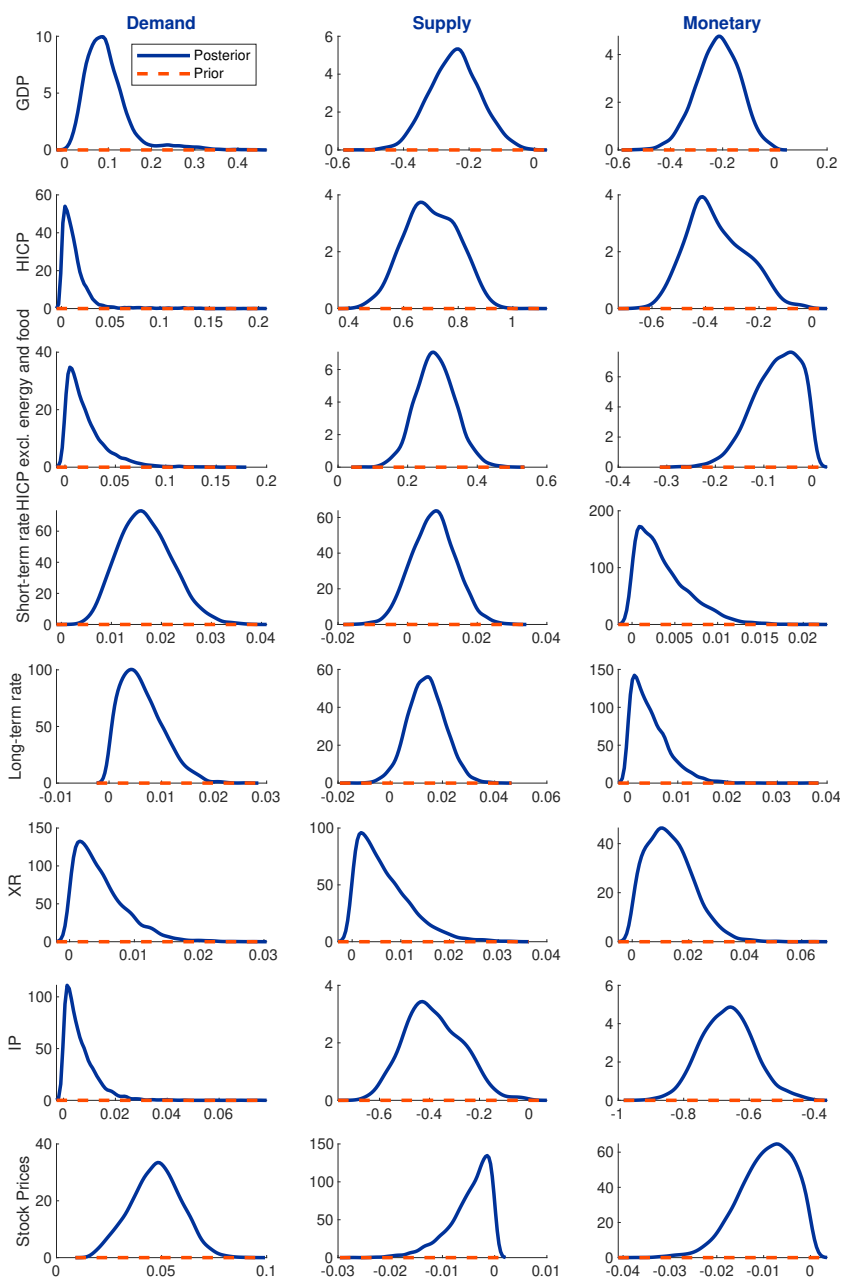 Demand
Supply
Monetary
Posterior
Prior
GDP
10
5
0
0 0.1 0.2 0.3 0.4
6
4
2
0
-0.6 -0.4 -0.2 0
4
2
0
-0.6 -0.4 -0.2 0 0.2
HICP
60
40
20
0
0 0.05 0.1 0.15 0.2
4
2
0
0.4 0.6 0.8 1
4
2
0
-0.6 -0.4 -0.2 0
HICP excl. energy and food
40
20
0
0 0.05 0.1 0.15 0.2
6
4
2
0
0.2 0.4 0.6
6
4
2
0
-0.4 -0.3 -0.2 -0.1 0
Short-term rate
60
40
20
0
0 0.01 0.02 0.03 0.04
60
40
20
0
-0.02 0 0.02 0.04
200
100
0
0 0.005 0.01 0.015 0.02
Long-term rate
100
50
0
-0.01 0 0.01 0.02 0.03
60
40
20
0
-0.02 0 0.02 0.04 0.06
150
100
50
0
0 0.01 0.02 0.03 0.04
XR
150
100
50
0
0 0.01 0.02 0.03
100
50
0
0 0.01 0.02 0.03 0.04
40
20
0
0 0.02 0.04 0.06
IP
100
50
0
0 0.02 0.04 0.06
4
2
0
-0.6 -0.4 -0.2 0
6
4
2
0
-1 -0.8 -0.6 -0.4
Stock Prices
40
20
0
0 0.05 0.1
150
100
50
0
-0.03 -0.02 -0.01 0 0.01
60
40
20
0
-0.04 -0.03 -0.02 -0.01 0